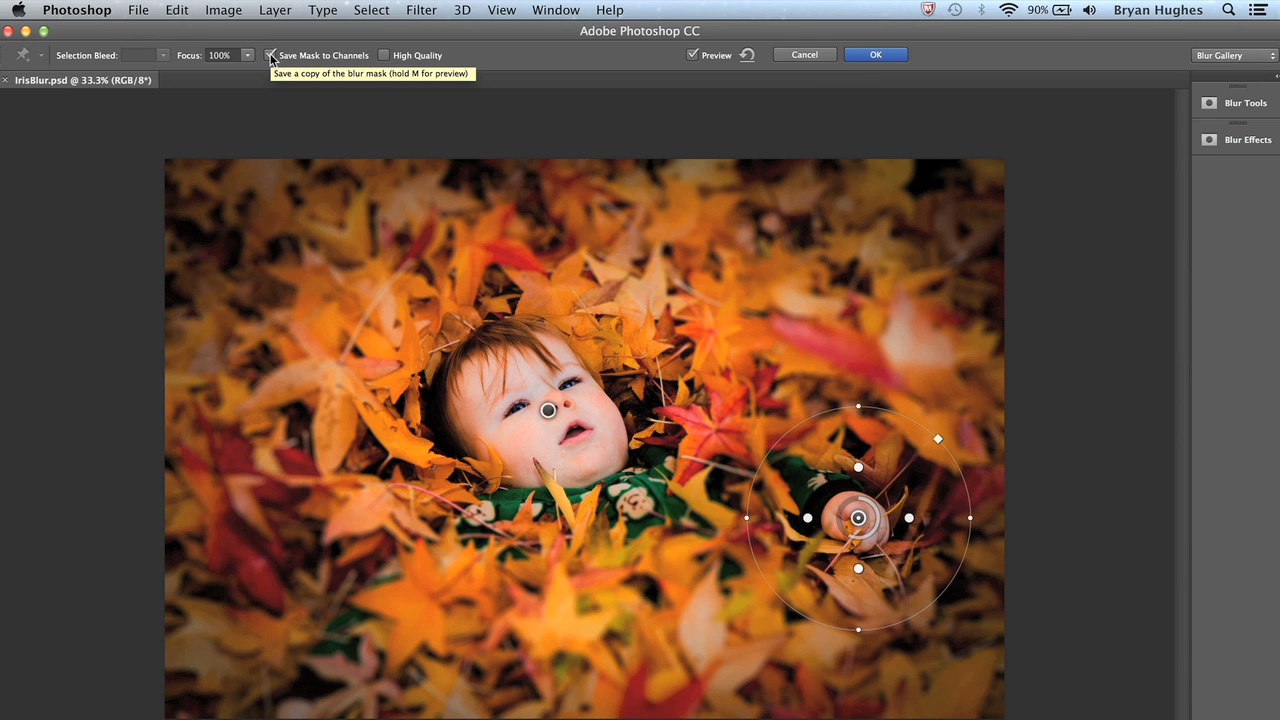 Photoshop File Edit Image Layer Type Select Filter 3D View Window Help 90% Bryan Hughes
Adobe Photoshop CC
Selection Bleed: Focus: 100% Save Mask to Channels High Quality Preview Cancel OK Blur Gallery
Save a copy of the blur mask (hold M for preview)
× IrisBlur.psd @ 33.3% (RGB/8*)
Blur Tools
Blur Effects